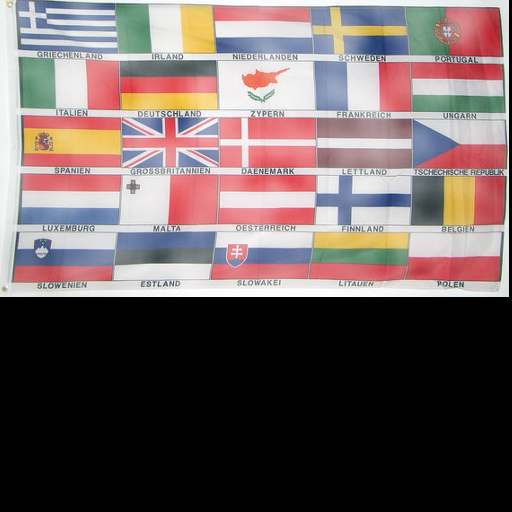 GRIECHENLAND IRLAND NIEDERLANDEN SCHWEDEN PORTUGAL
ITALIEN DEUTSCHLAND ZYPERN FRANKREICH UNGARN
SPANIEN GROSSBRITANNIEN DAENEMARK LETTLAND TSCHECHISCHE REPUBLIK
LUXEMBURG MALTA OESTERREICH FINNLAND BELGIEN
SLOWENIEN ESTLAND SLOWAKEI LITAUEN POLEN